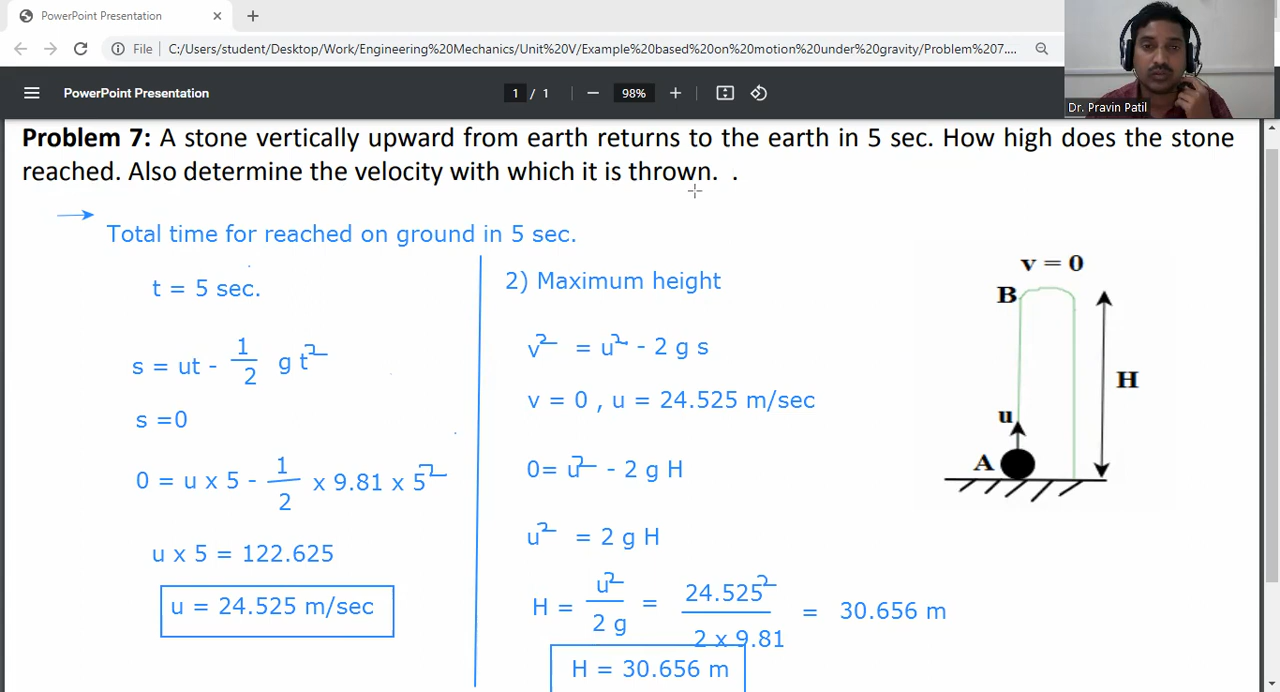 PowerPoint Presentation
File C:/Users/student/Desktop/Work/Engineering%20Mechanics/Unit%20V/Example%20based%20on%20motion%20under%20gravity/Problem%207....
Dr. Pravin Patil
PowerPoint Presentation 1 / 1 98%
Problem 7: A stone vertically upward from earth returns to the earth in 5 sec. How high does the stone
reached. Also determine the velocity with which it is thrown. .
Total time for reached on ground in 5 sec.
t = 5 sec.
s = ut - 1/2 g t²
s =0
0 = u x 5 - 1/2 x 9.81 x 5²
u x 5 = 122.625
u = 24.525 m/sec
2) Maximum height
v² = u² - 2 g s
v = 0 , u = 24.525 m/sec
0= u² - 2 g H
u² = 2 g H
H = u²/2 g = 24.525²/2 x 9.81 = 30.656 m
H = 30.656 m
v = 0
B
H
u
A